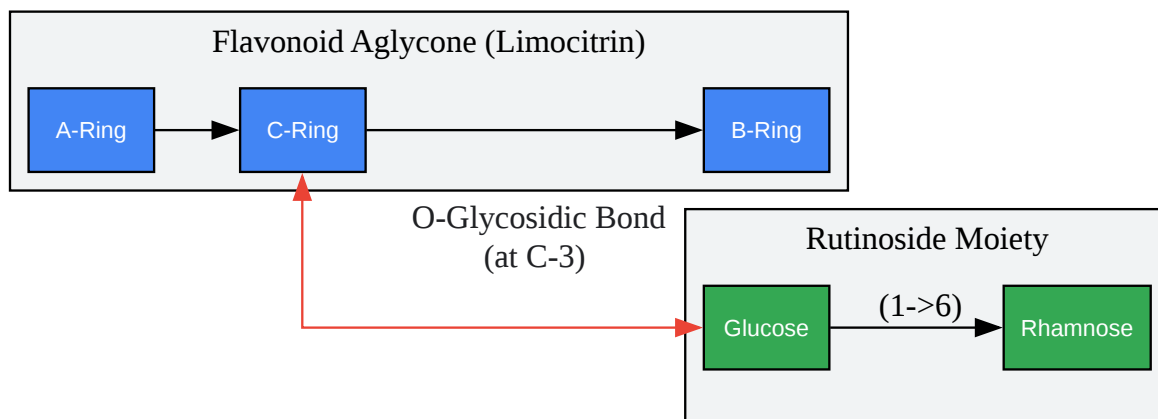 Flavonoid Aglycone (Limocitrin)
A-Ring
C-Ring
B-Ring
O-Glycosidic Bond
(at C-3)
Rutinoside Moiety
Glucose
(1->6)
Rhamnose